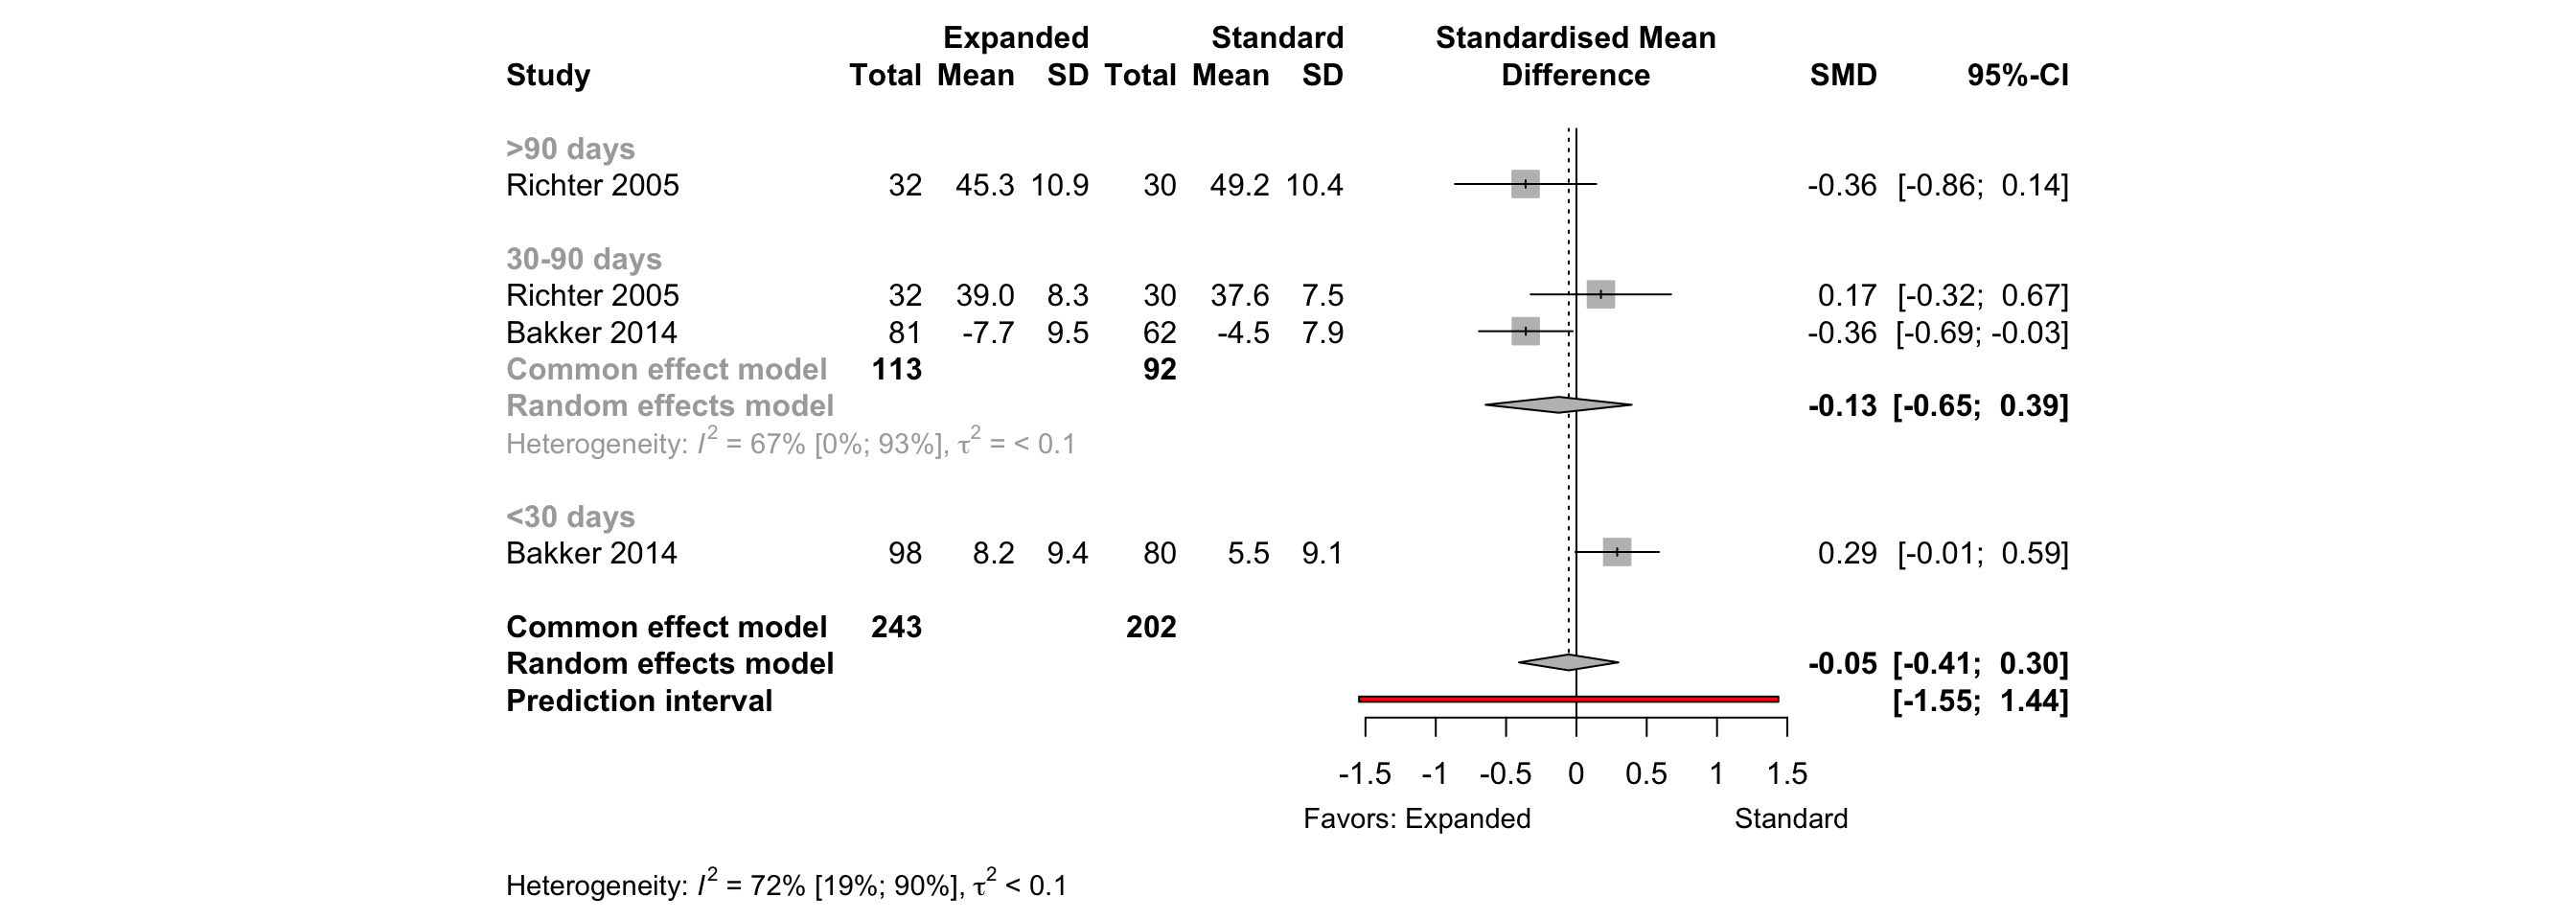 Expanded Standard Standardised Mean
Study Total Mean SD Total Mean SD Difference SMD 95%-CI
>90 days
Richter 2005 32 45.3 10.9 30 49.2 10.4 -0.36 [-0.86; 0.14]
30-90 days
Richter 2005 32 39.0 8.3 30 37.6 7.5 0.17 [-0.32; 0.67]
Bakker 2014 81 -7.7 9.5 62 -4.5 7.9 -0.36 [-0.69; -0.03]
Common effect model 113 92
Random effects model -0.13 [-0.65; 0.39]
Heterogeneity: I² = 67% [0%; 93%], τ² = < 0.1
<30 days
Bakker 2014 98 8.2 9.4 80 5.5 9.1 0.29 [-0.01; 0.59]
Common effect model 243 202
Random effects model -0.05 [-0.41; 0.30]
Prediction interval [-1.55; 1.44]
-1.5 -1 -0.5 0 0.5 1 1.5
Favors: Expanded Standard
Heterogeneity: I² = 72% [19%; 90%], τ² < 0.1